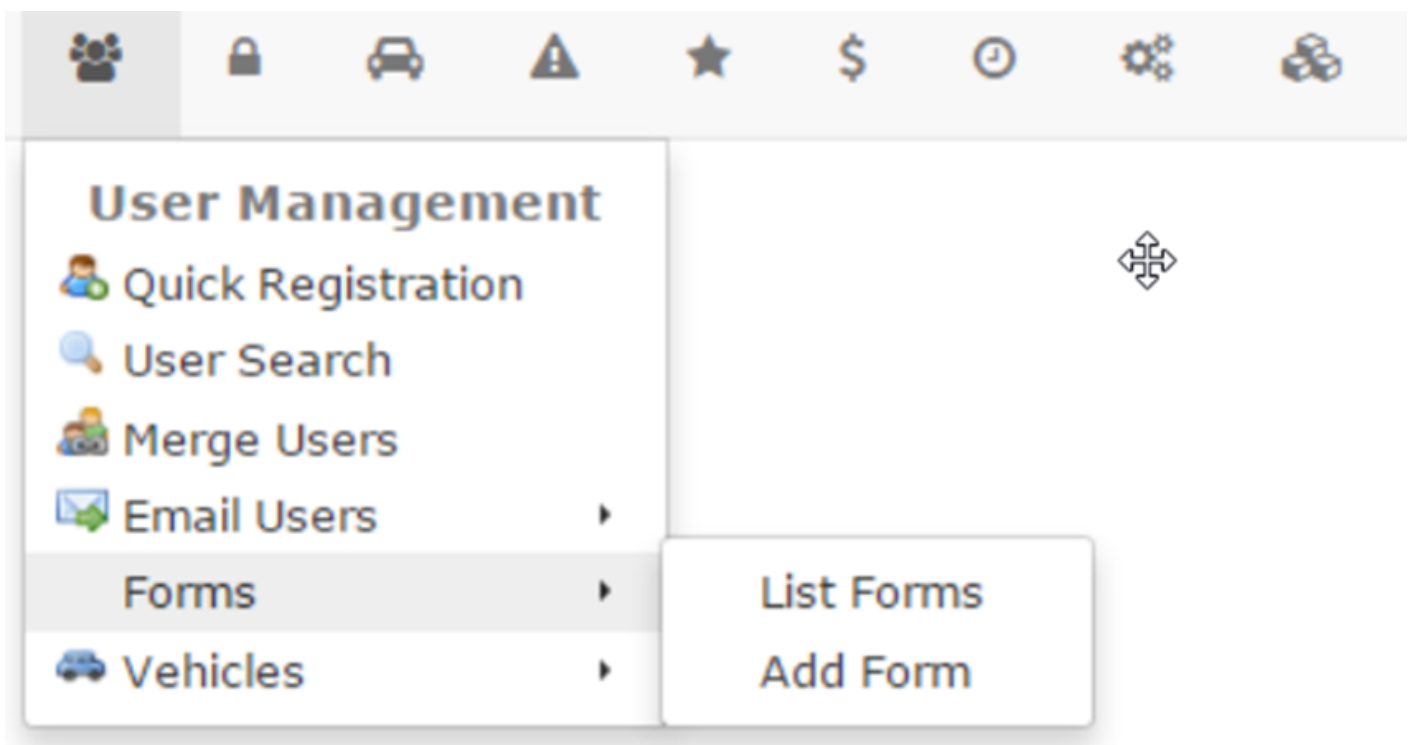 User Management
Quick Registration
User Search
Merge Users
Email Users
Forms
List Forms
Vehicles
Add Form